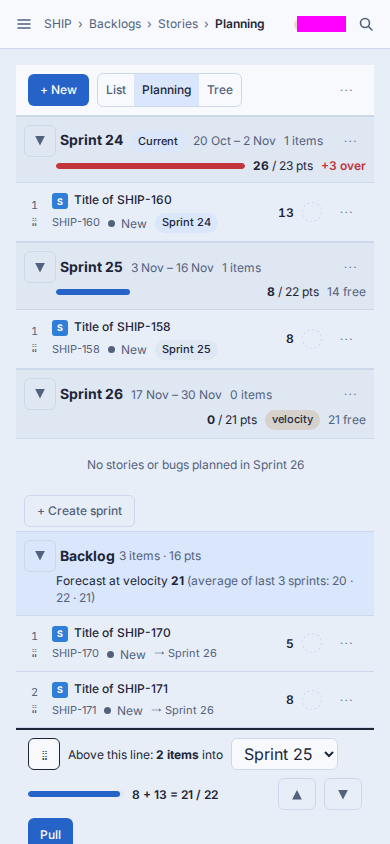 SHIP › Backlogs › Stories › Planning
+ New List Planning Tree ...
▼ Sprint 24 Current 20 Oct – 2 Nov 1 items ...
26 / 23 pts +3 over
1 S Title of SHIP-160 13 ...
SHIP-160 ● New Sprint 24
▼ Sprint 25 3 Nov – 16 Nov 1 items ...
8 / 22 pts 14 free
1 S Title of SHIP-158 8 ...
SHIP-158 ● New Sprint 25
▼ Sprint 26 17 Nov – 30 Nov 0 items ...
0 / 21 pts velocity 21 free
No stories or bugs planned in Sprint 26
+ Create sprint
▼ Backlog 3 items · 16 pts
Forecast at velocity 21 (average of last 3 sprints: 20 ·
22 · 21)
1 S Title of SHIP-170 5 ...
SHIP-170 ● New → Sprint 26
2 S Title of SHIP-171 8 ...
SHIP-171 ● New → Sprint 26
Above this line: 2 items into Sprint 25
8 + 13 = 21 / 22 ▲ ▼
Pull